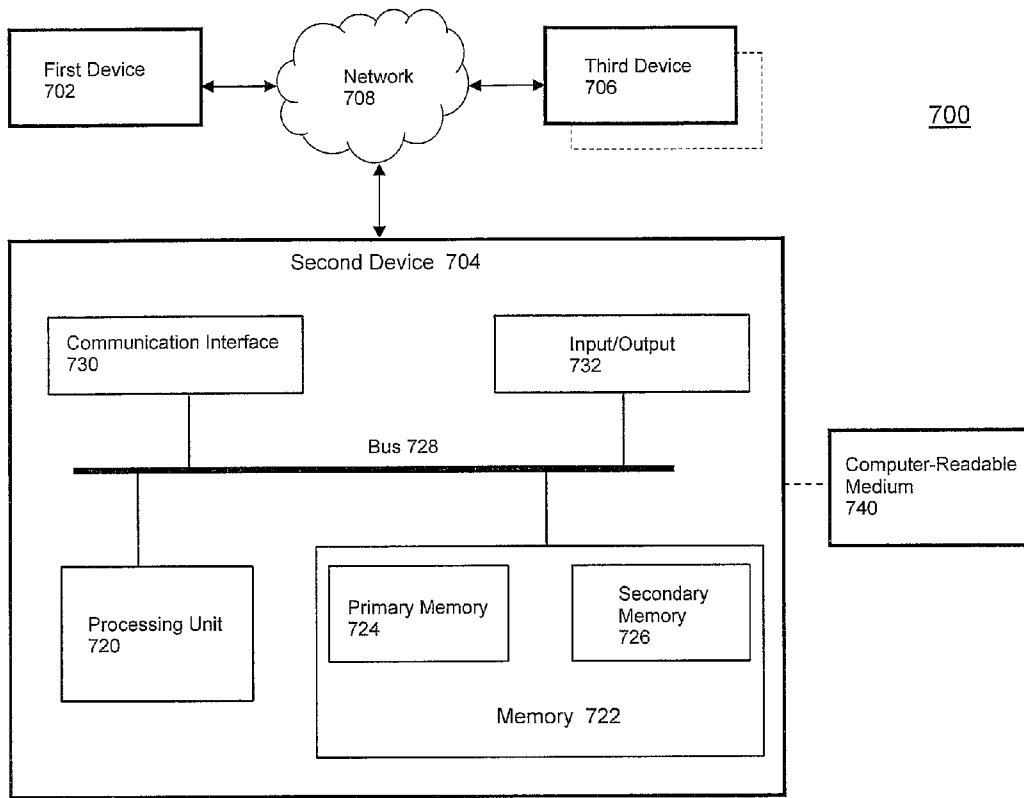 First Device
702
Network
708
Third Device
706
700
Second Device 704
Communication Interface
730
Input/Output
732
Bus 728
Computer-Readable
Medium
740
Processing Unit
720
Primary Memory
724
Secondary
Memory
726
Memory 722